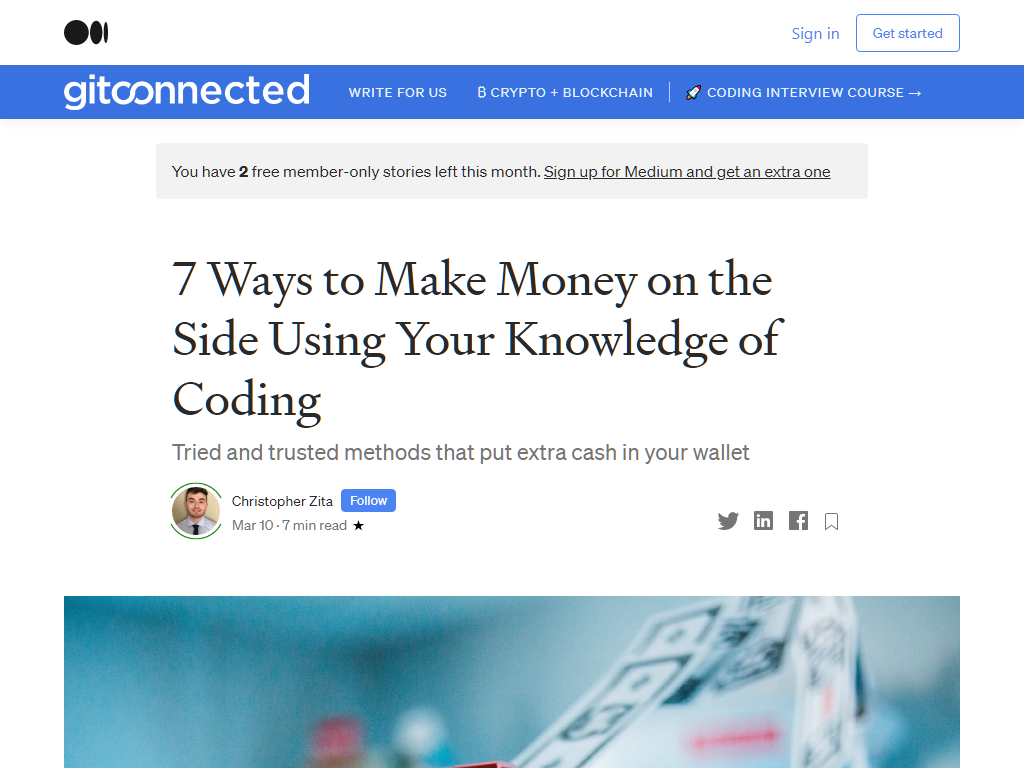 Sign in
Get started
gitconnected
WRITE FOR US
₿ CRYPTO + BLOCKCHAIN
🚀 CODING INTERVIEW COURSE →
You have 2 free member-only stories left this month. Sign up for Medium and get an extra one
7 Ways to Make Money on the
Side Using Your Knowledge of
Coding
Tried and trusted methods that put extra cash in your wallet
Christopher Zita
Follow
Mar 10 · 7 min read ★